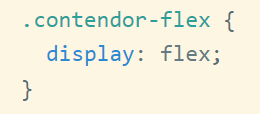 .contendor-flex {
  display: flex;
}